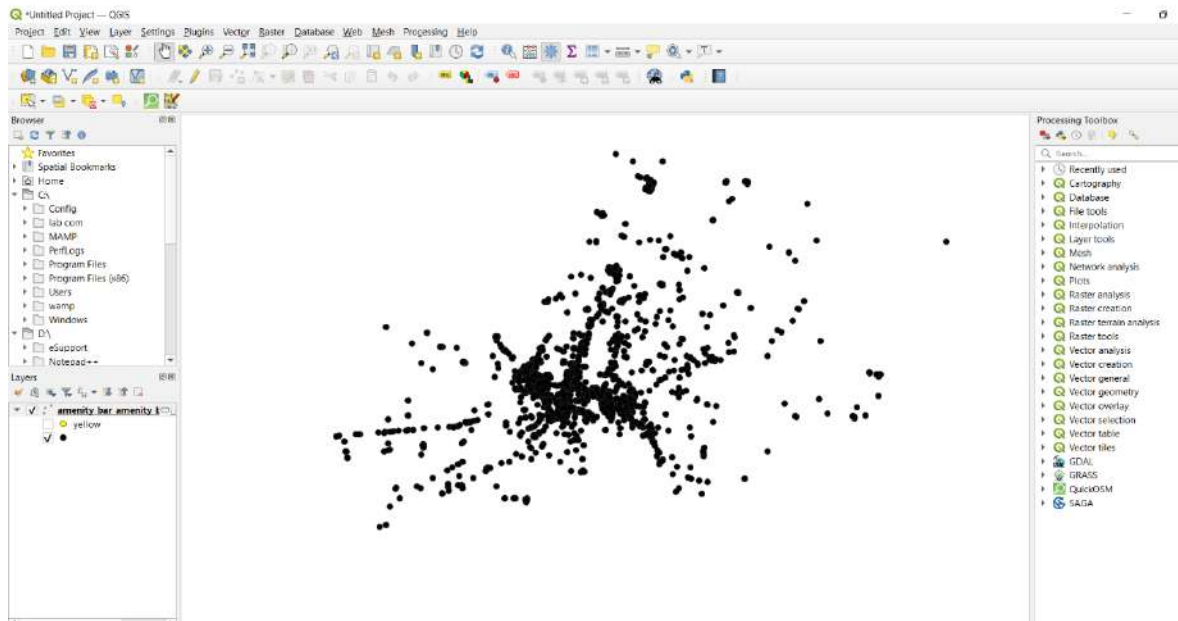 *Untitled Project — QGIS
Project Edit View Layer Settings Plugins Vector Raster Database Web Mesh Processing Help
Browser
Favorites
Spatial Bookmarks
Home
C:\
Config
lab com
MAMP
PerfLogs
Program Files
Program Files (x86)
Users
wamp
Windows
D:\
eSupport
Notepad++
Layers
amenity_bar amenity
yellow
Processing Toolbox
Search...
Recently used
Cartography
Database
File tools
Interpolation
Layer tools
Mesh
Network analysis
Plots
Raster analysis
Raster creation
Raster terrain analysis
Raster tools
Vector analysis
Vector creation
Vector general
Vector geometry
Vector overlay
Vector selection
Vector table
Vector tiles
GDAL
GRASS
QuickOSM
SAGA